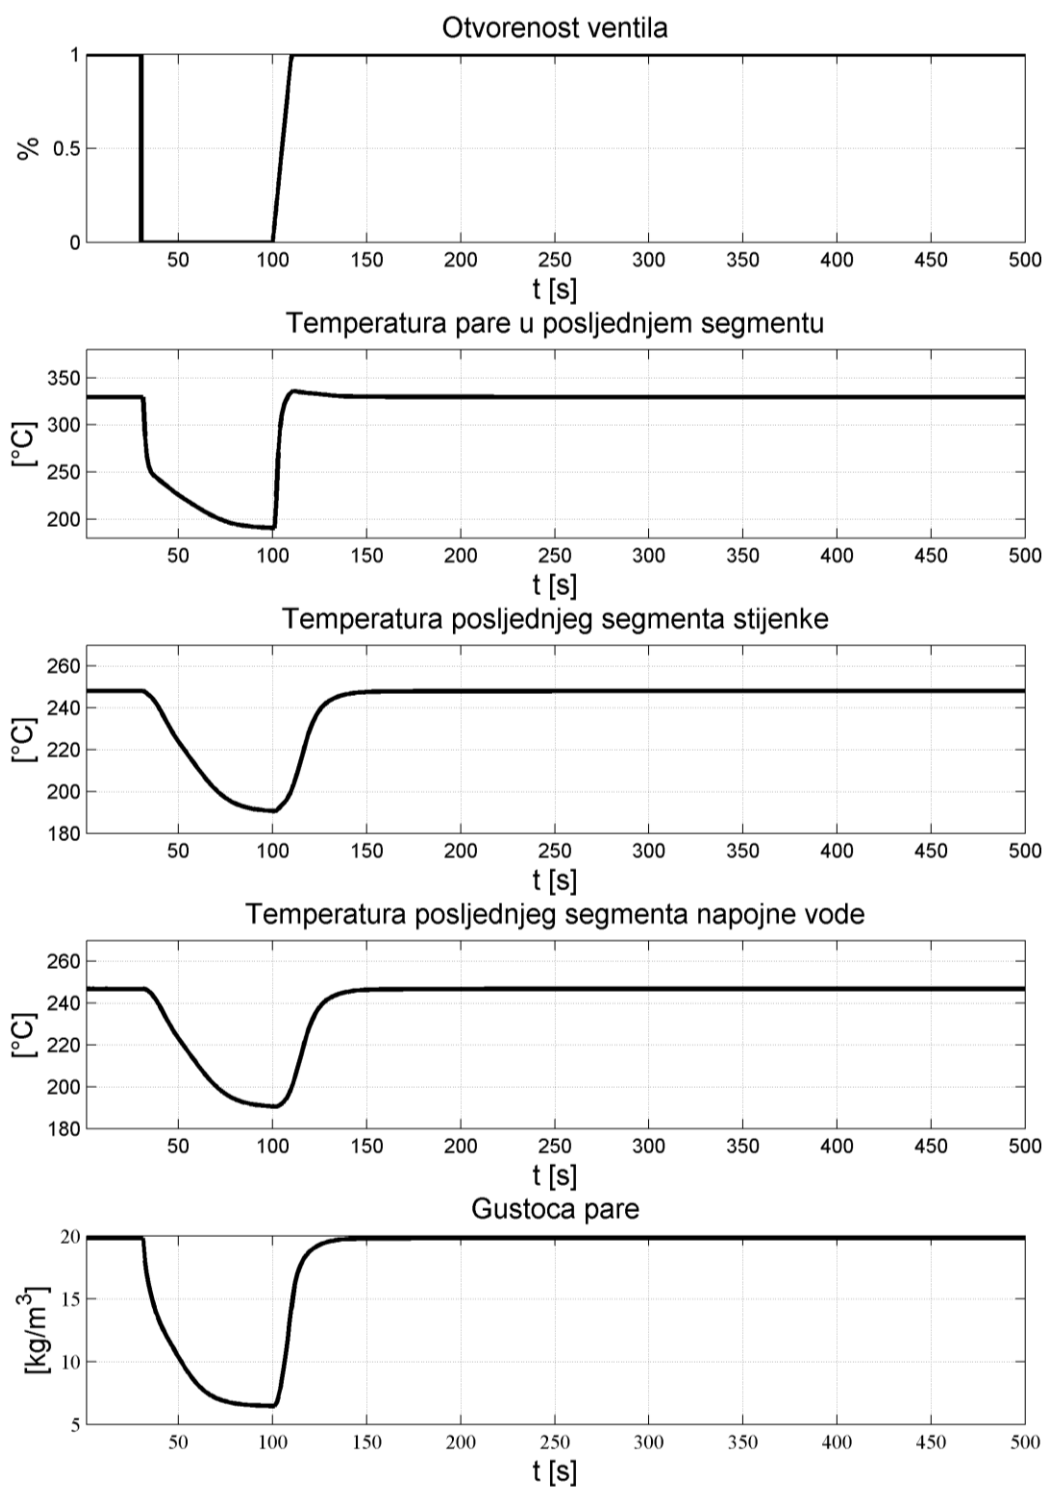 Otvorenost ventila
1
0.5
0
%
50 100 150 200 250 300 350 400 450 500
t [s]
Temperatura pare u posljednjem segmentu
350
300
250
200
[°C]
50 100 150 200 250 300 350 400 450 500
t [s]
Temperatura posljednjeg segmenta stijenke
260
240
220
200
180
[°C]
50 100 150 200 250 300 350 400 450 500
t [s]
Temperatura posljednjeg segmenta napojne vode
260
240
220
200
180
[°C]
50 100 150 200 250 300 350 400 450 500
t [s]
Gustoca pare
20
15
10
5
[kg/m³]
50 100 150 200 250 300 350 400 450 500
t [s]